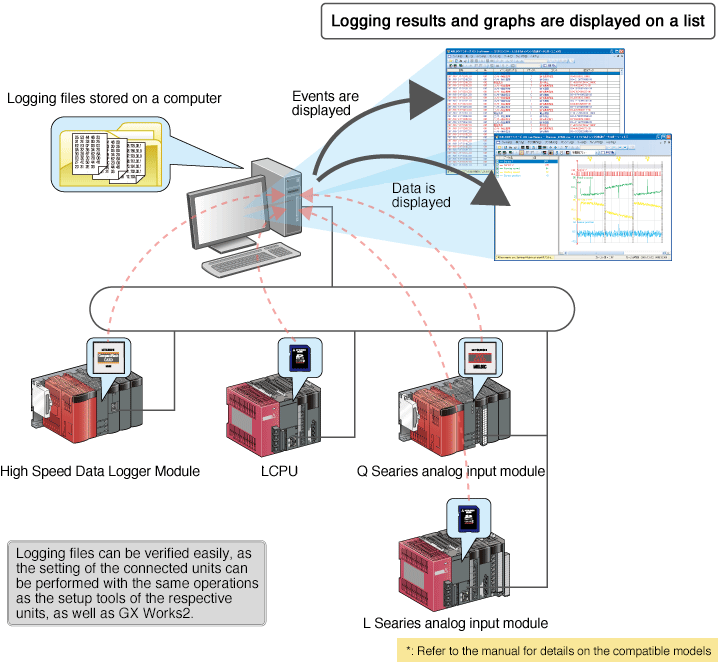 Logging results and graphs are displayed on a list
Logging files stored on a computer
Events are
displayed
Data is
displayed
High Speed Data Logger Module
LCPU
Q Searies analog input module
L Searies analog input module
Logging files can be verified easily, as
the setting of the connected units can
be performed with the same operations
as the setup tools of the respective
units, as well as GX Works2.
*: Refer to the manual for details on the compatible models